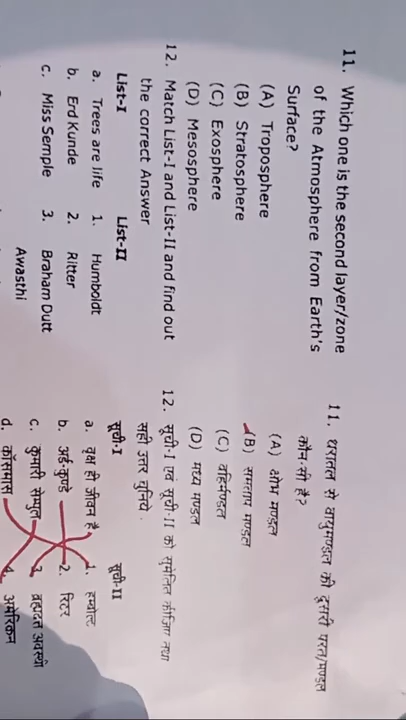 11. Which one is the second layer/zone
of the Atmosphere from Earth's
Surface?
(A) Troposphere
(B) Stratosphere
(C) Exosphere
(D) Mesosphere
12. Match List-I and List-II and find out
the correct Answer
List-I List-II
a. Trees are life 1. Humboldt
b. Erd Kunde 2. Ritter
c. Miss Semple 3. Braham Dutt
Awasthi
11. धरातल से वायुमण्डल की दूसरी परत/मण्डल
कौन-सी है?
(A) क्षोभ मण्डल
(B) समताप मण्डल
(C) वहिर्मण्डल
(D) मध्य मण्डल
12. सूची-I एवं सूची-II को सुमेलित कीजिए तथा
सही उत्तर चुनिये
सूची-I सूची-II
a. वृक्ष ही जीवन है 1. हम्बोल्ट
b. अर्ड-कुण्डे 2. रिटर
c. कुमारी सेम्पुल 3. ब्रह्मदत्त अवस्थी
d. कॉसमास 4. अमेरिकन